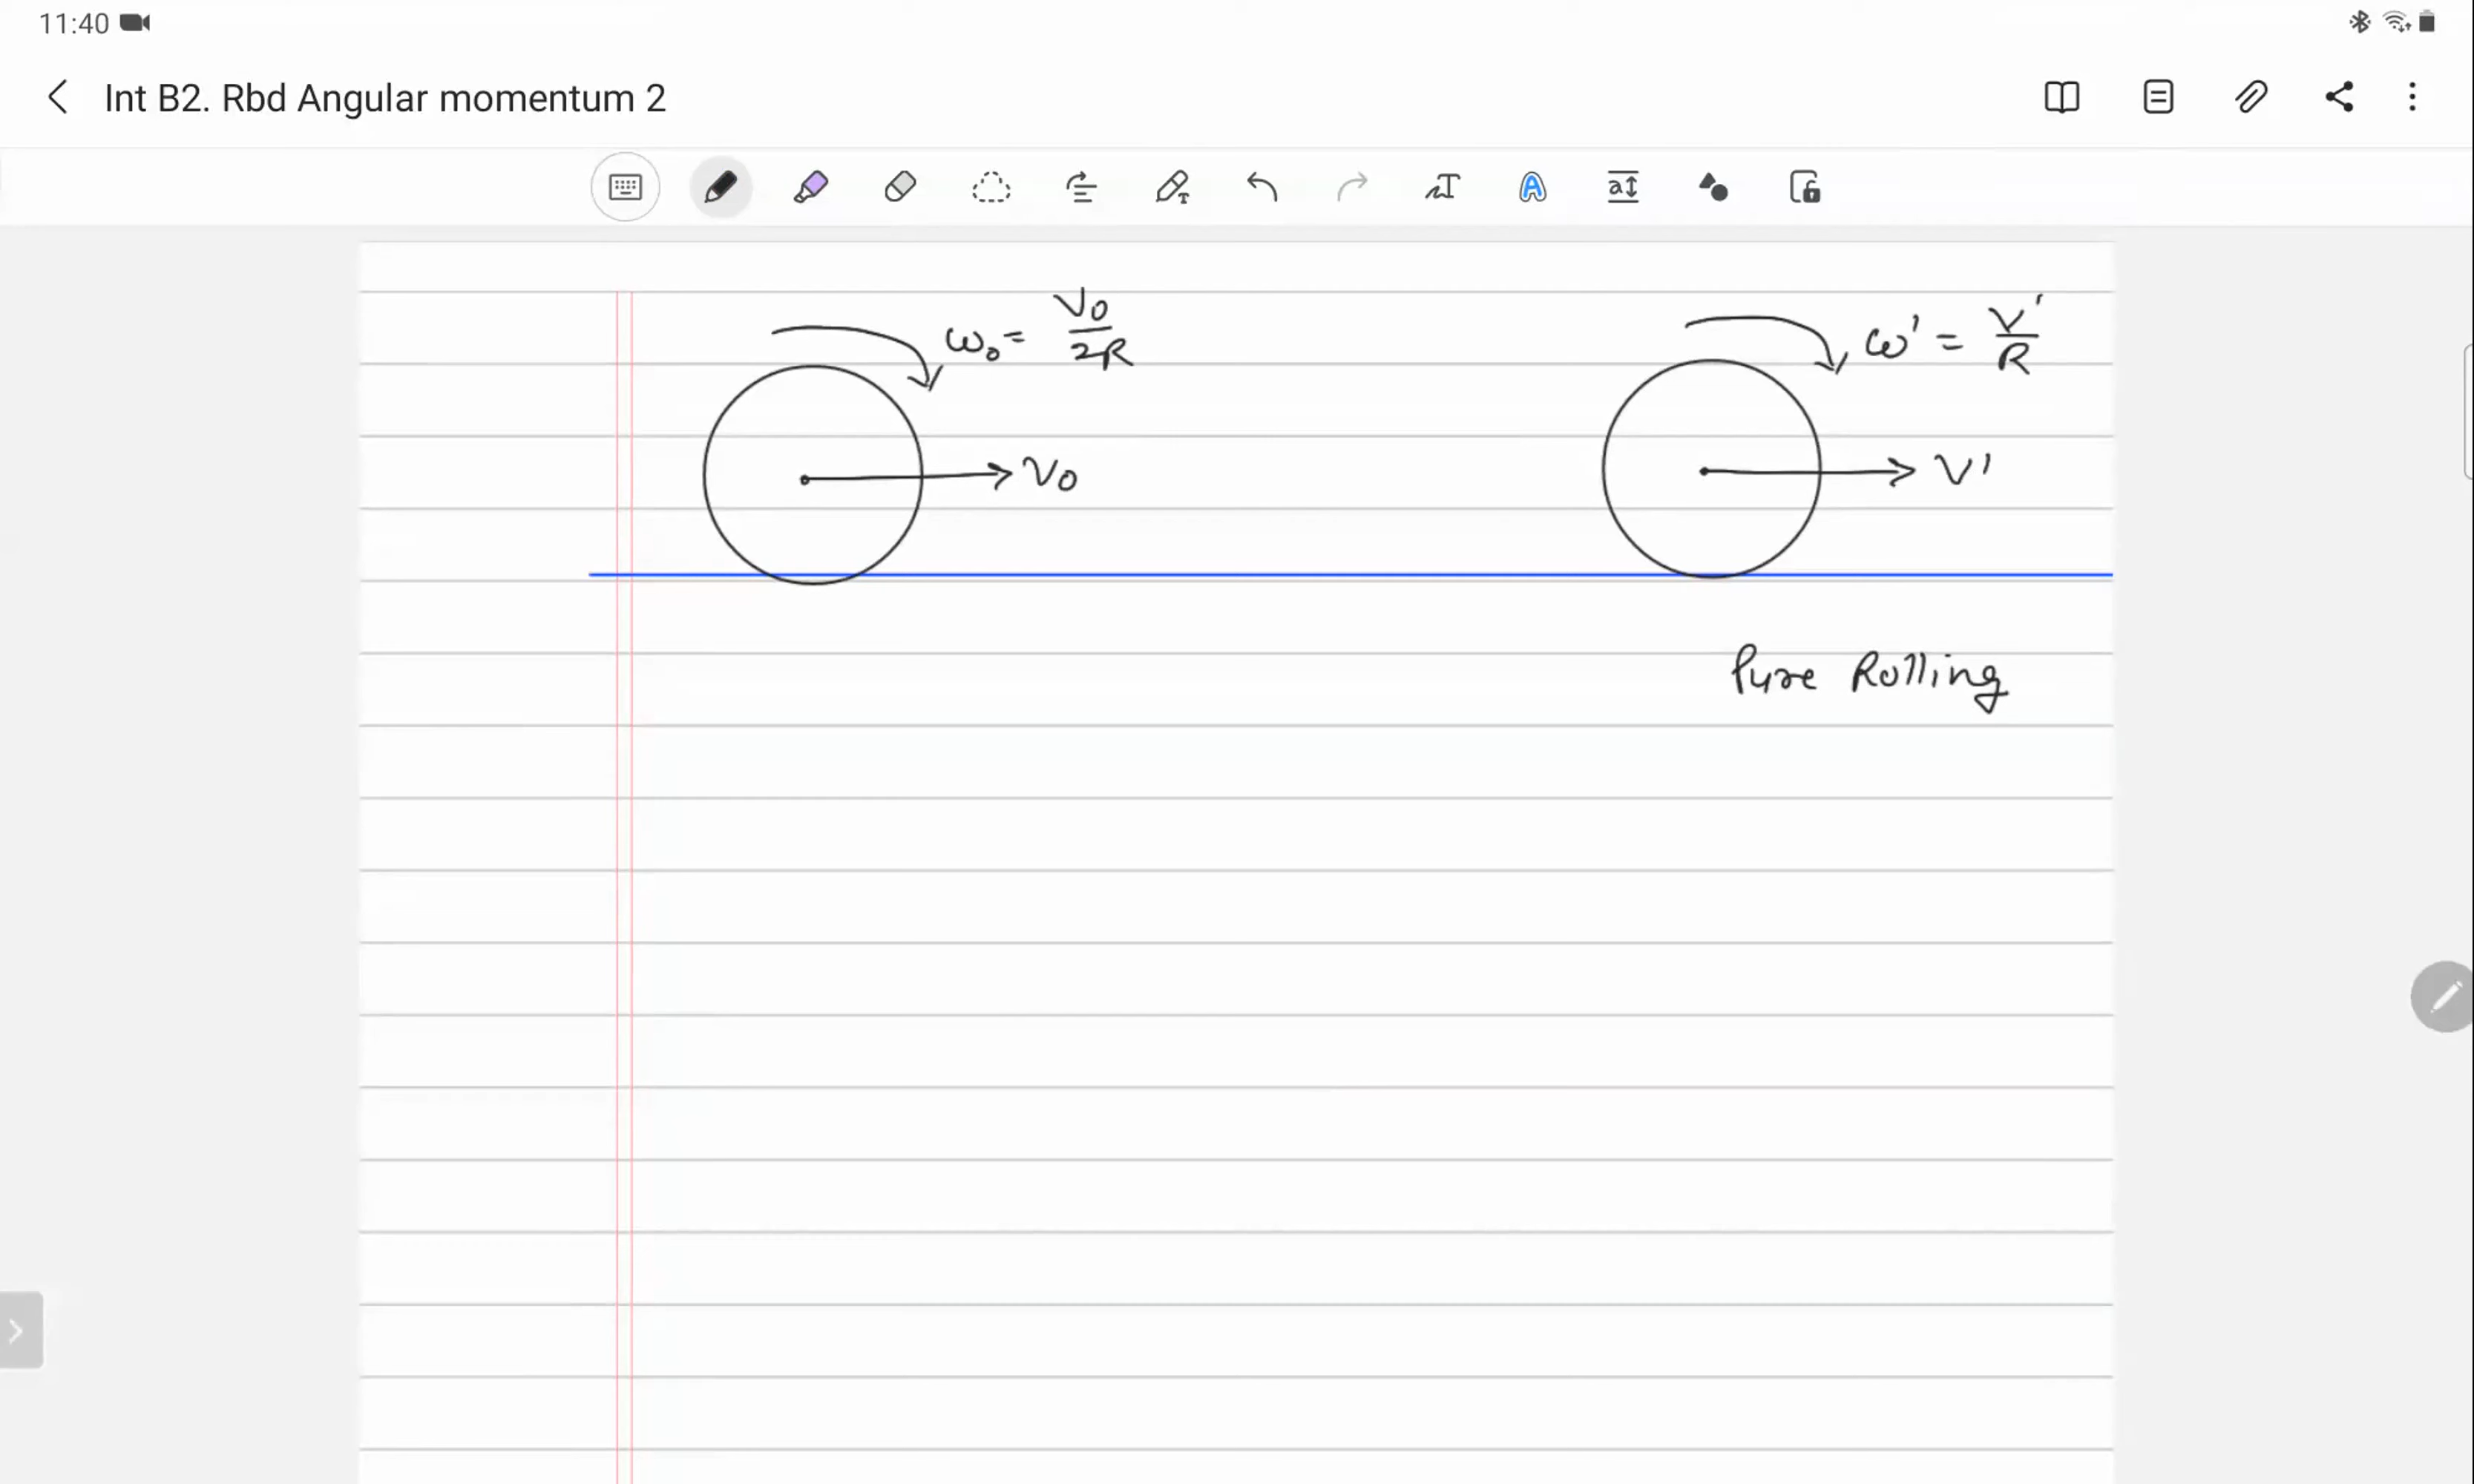 11:40
Int B2. Rbd Angular momentum 2
ω₀ = V₀/2R
ω' = V'/R
V₀
V'
Pure Rolling